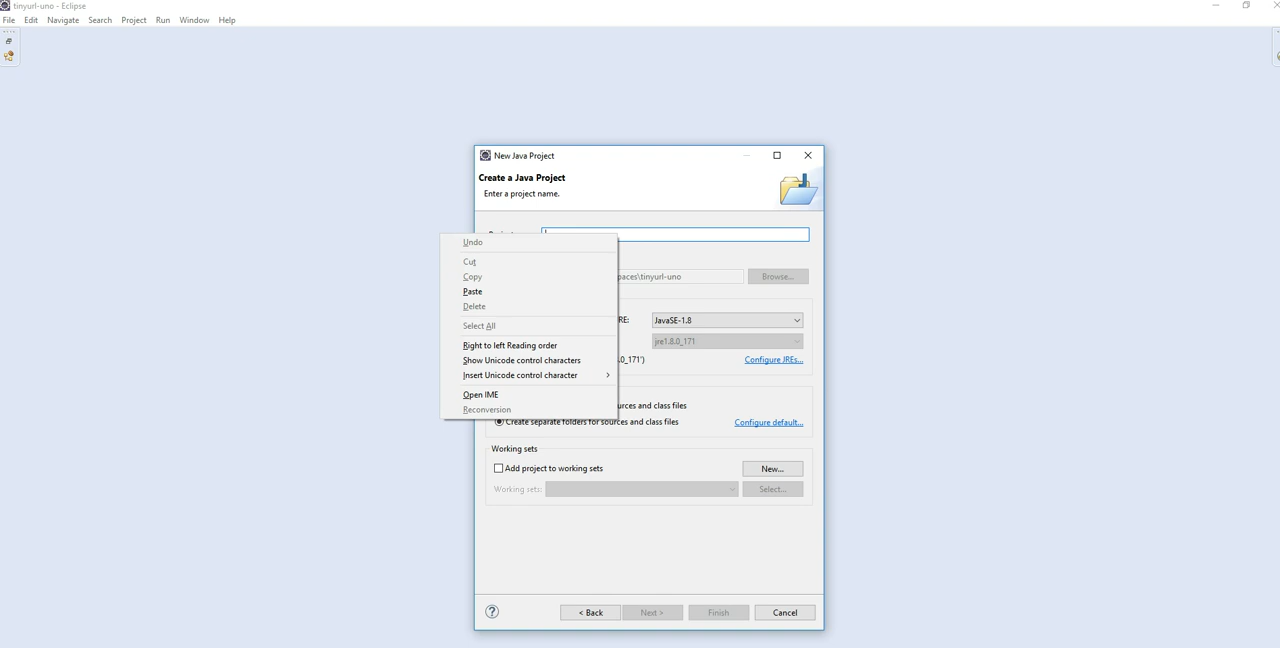 tinyurl-uno - Eclipse
File Edit Navigate Search Project Run Window Help
New Java Project
Create a Java Project
Enter a project name.
Undo
Cut
Copy
Paste
Delete
Select All
Right to left Reading order
Show Unicode control characters
Insert Unicode control character
Open IME
Reconversion
paces\tinyurl-uno Browse...
RE: JavaSE-1.8
jre1.8.0_171
.0_171') Configure JREs...
urces and class files
Create separate folders for sources and class files Configure default...
Working sets
Add project to working sets New...
Working sets: Select...
< Back Next > Finish Cancel